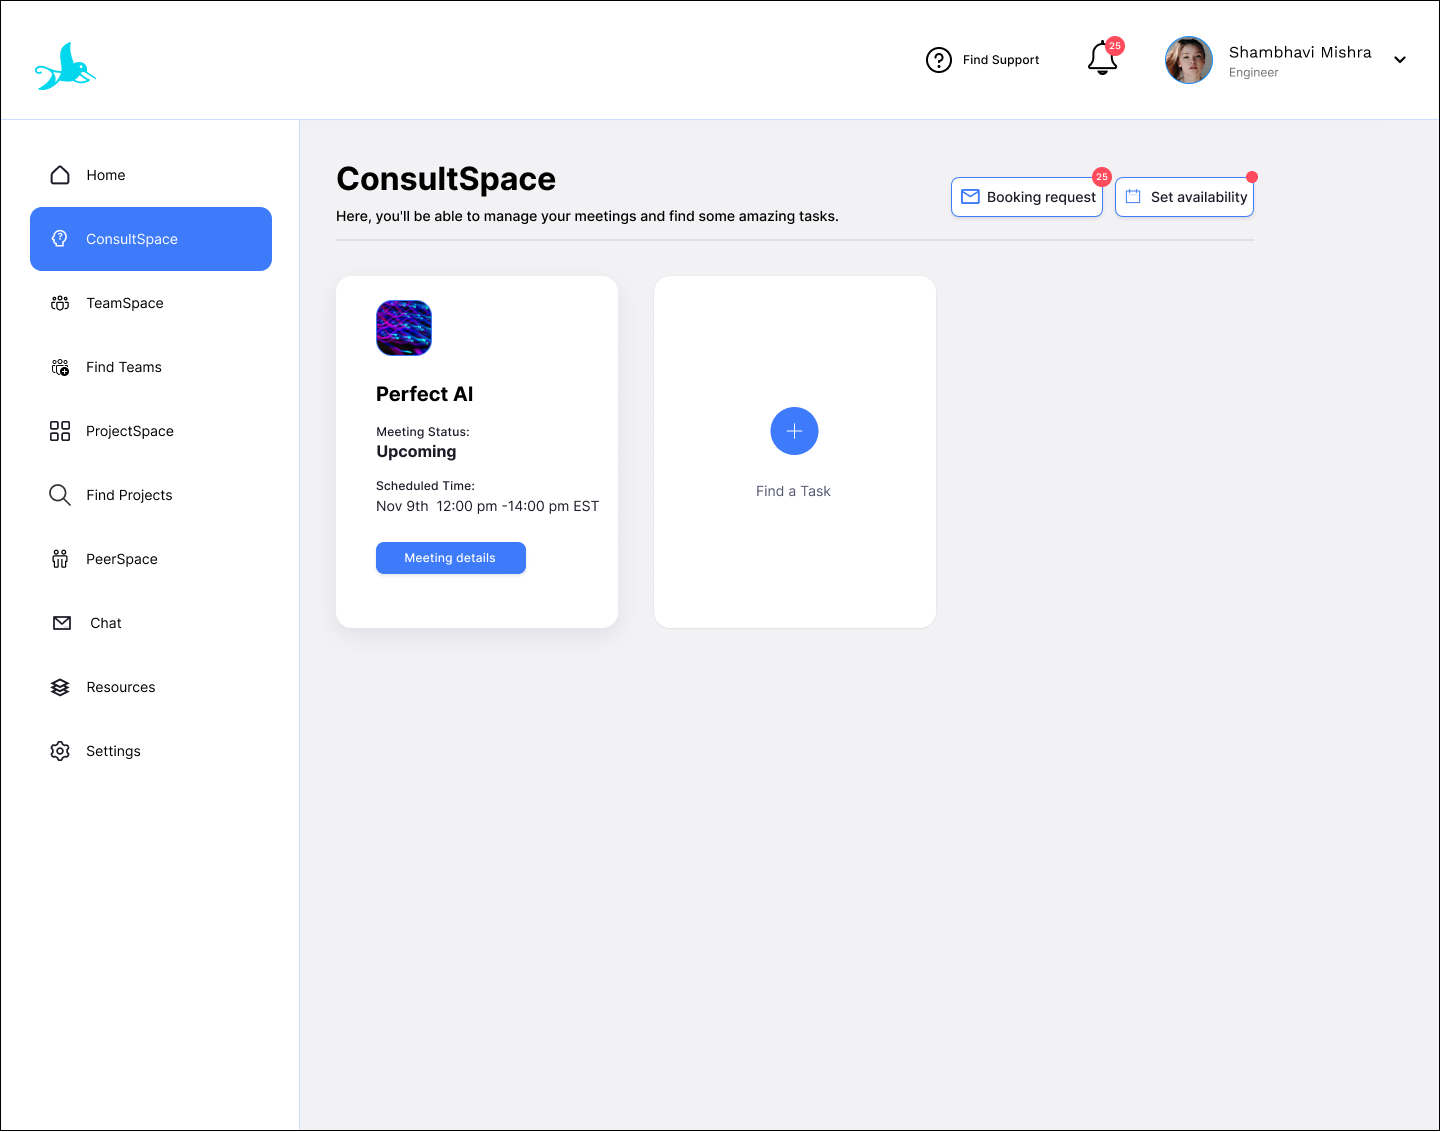 Find Support
25
Shambhavi Mishra
Engineer
Home
ConsultSpace
TeamSpace
Find Teams
ProjectSpace
Find Projects
PeerSpace
Chat
Resources
Settings
ConsultSpace
Here, you'll be able to manage your meetings and find some amazing tasks.
Booking request
25
Set availability
Perfect AI
Meeting Status:
Upcoming
Scheduled Time:
Nov 9th  12:00 pm -14:00 pm EST
Meeting details
Find a Task